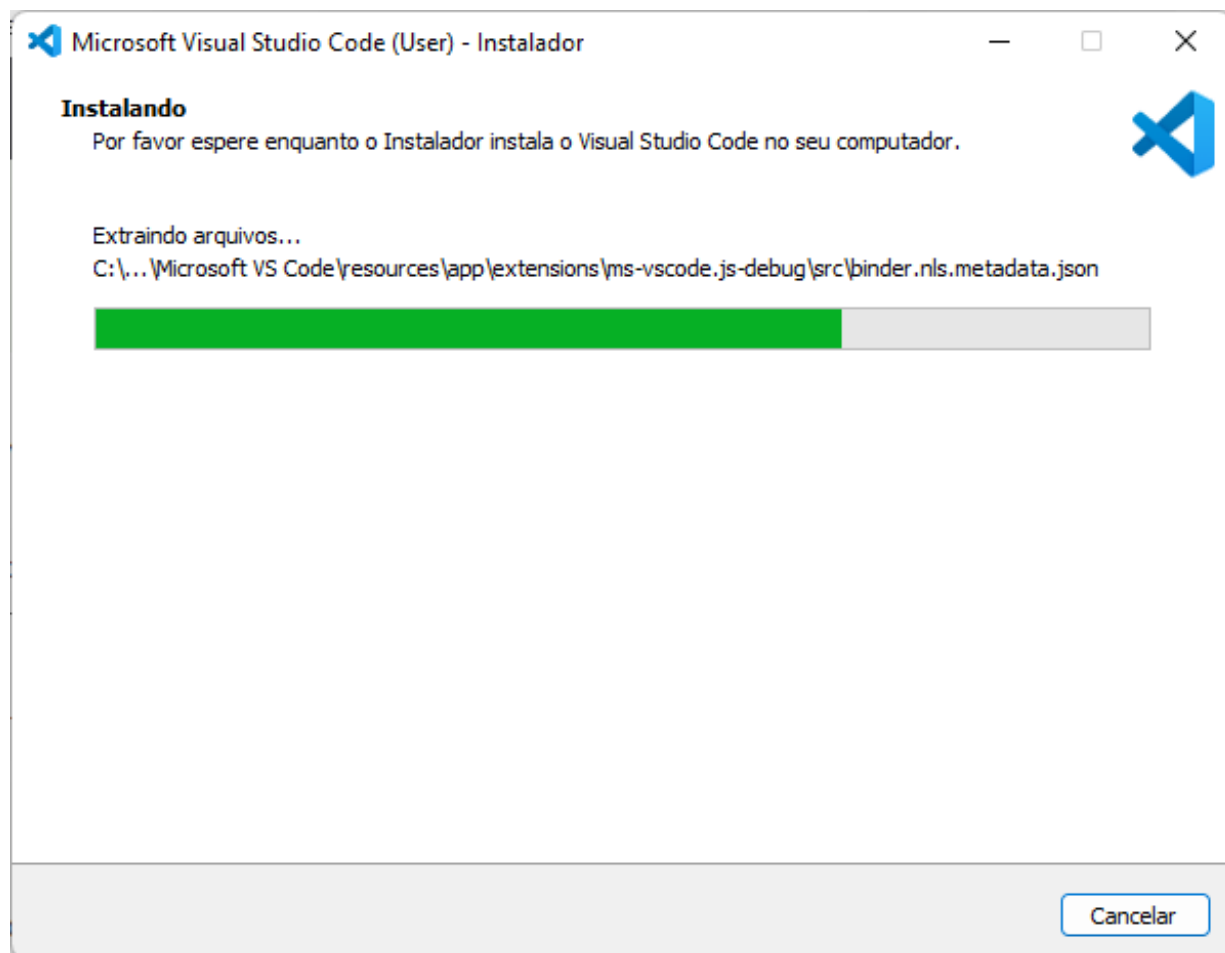 Microsoft Visual Studio Code (User) - Instalador
Instalando
Por favor espere enquanto o Instalador instala o Visual Studio Code no seu computador.
Extraindo arquivos...
C:\...\Microsoft VS Code\resources\app\extensions\ms-vscode.js-debug\src\binder.nls.metadata.json
Cancelar